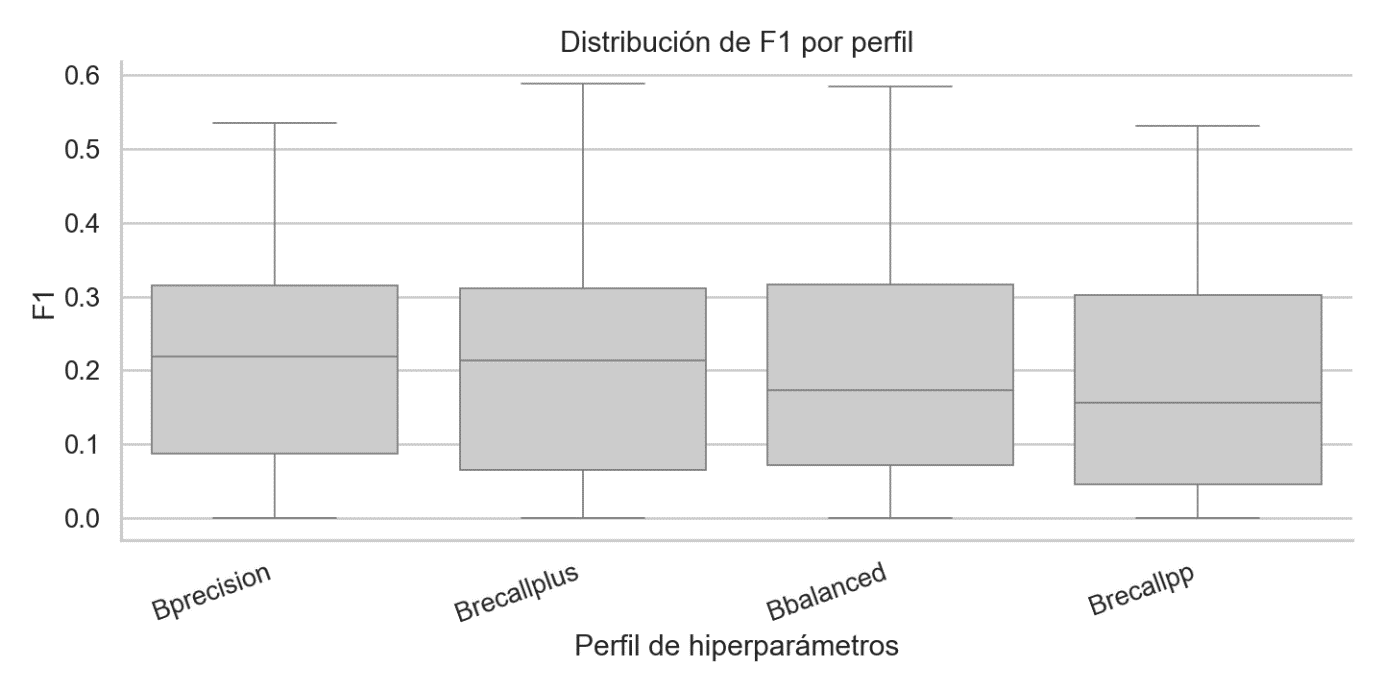 Distribución de F1 por perfil
0.6
0.5
0.4
0.3
0.2
0.1
0.0
F1
Bprecision
Brecallplus
Bbalanced
Brecallpp
Perfil de hiperparámetros